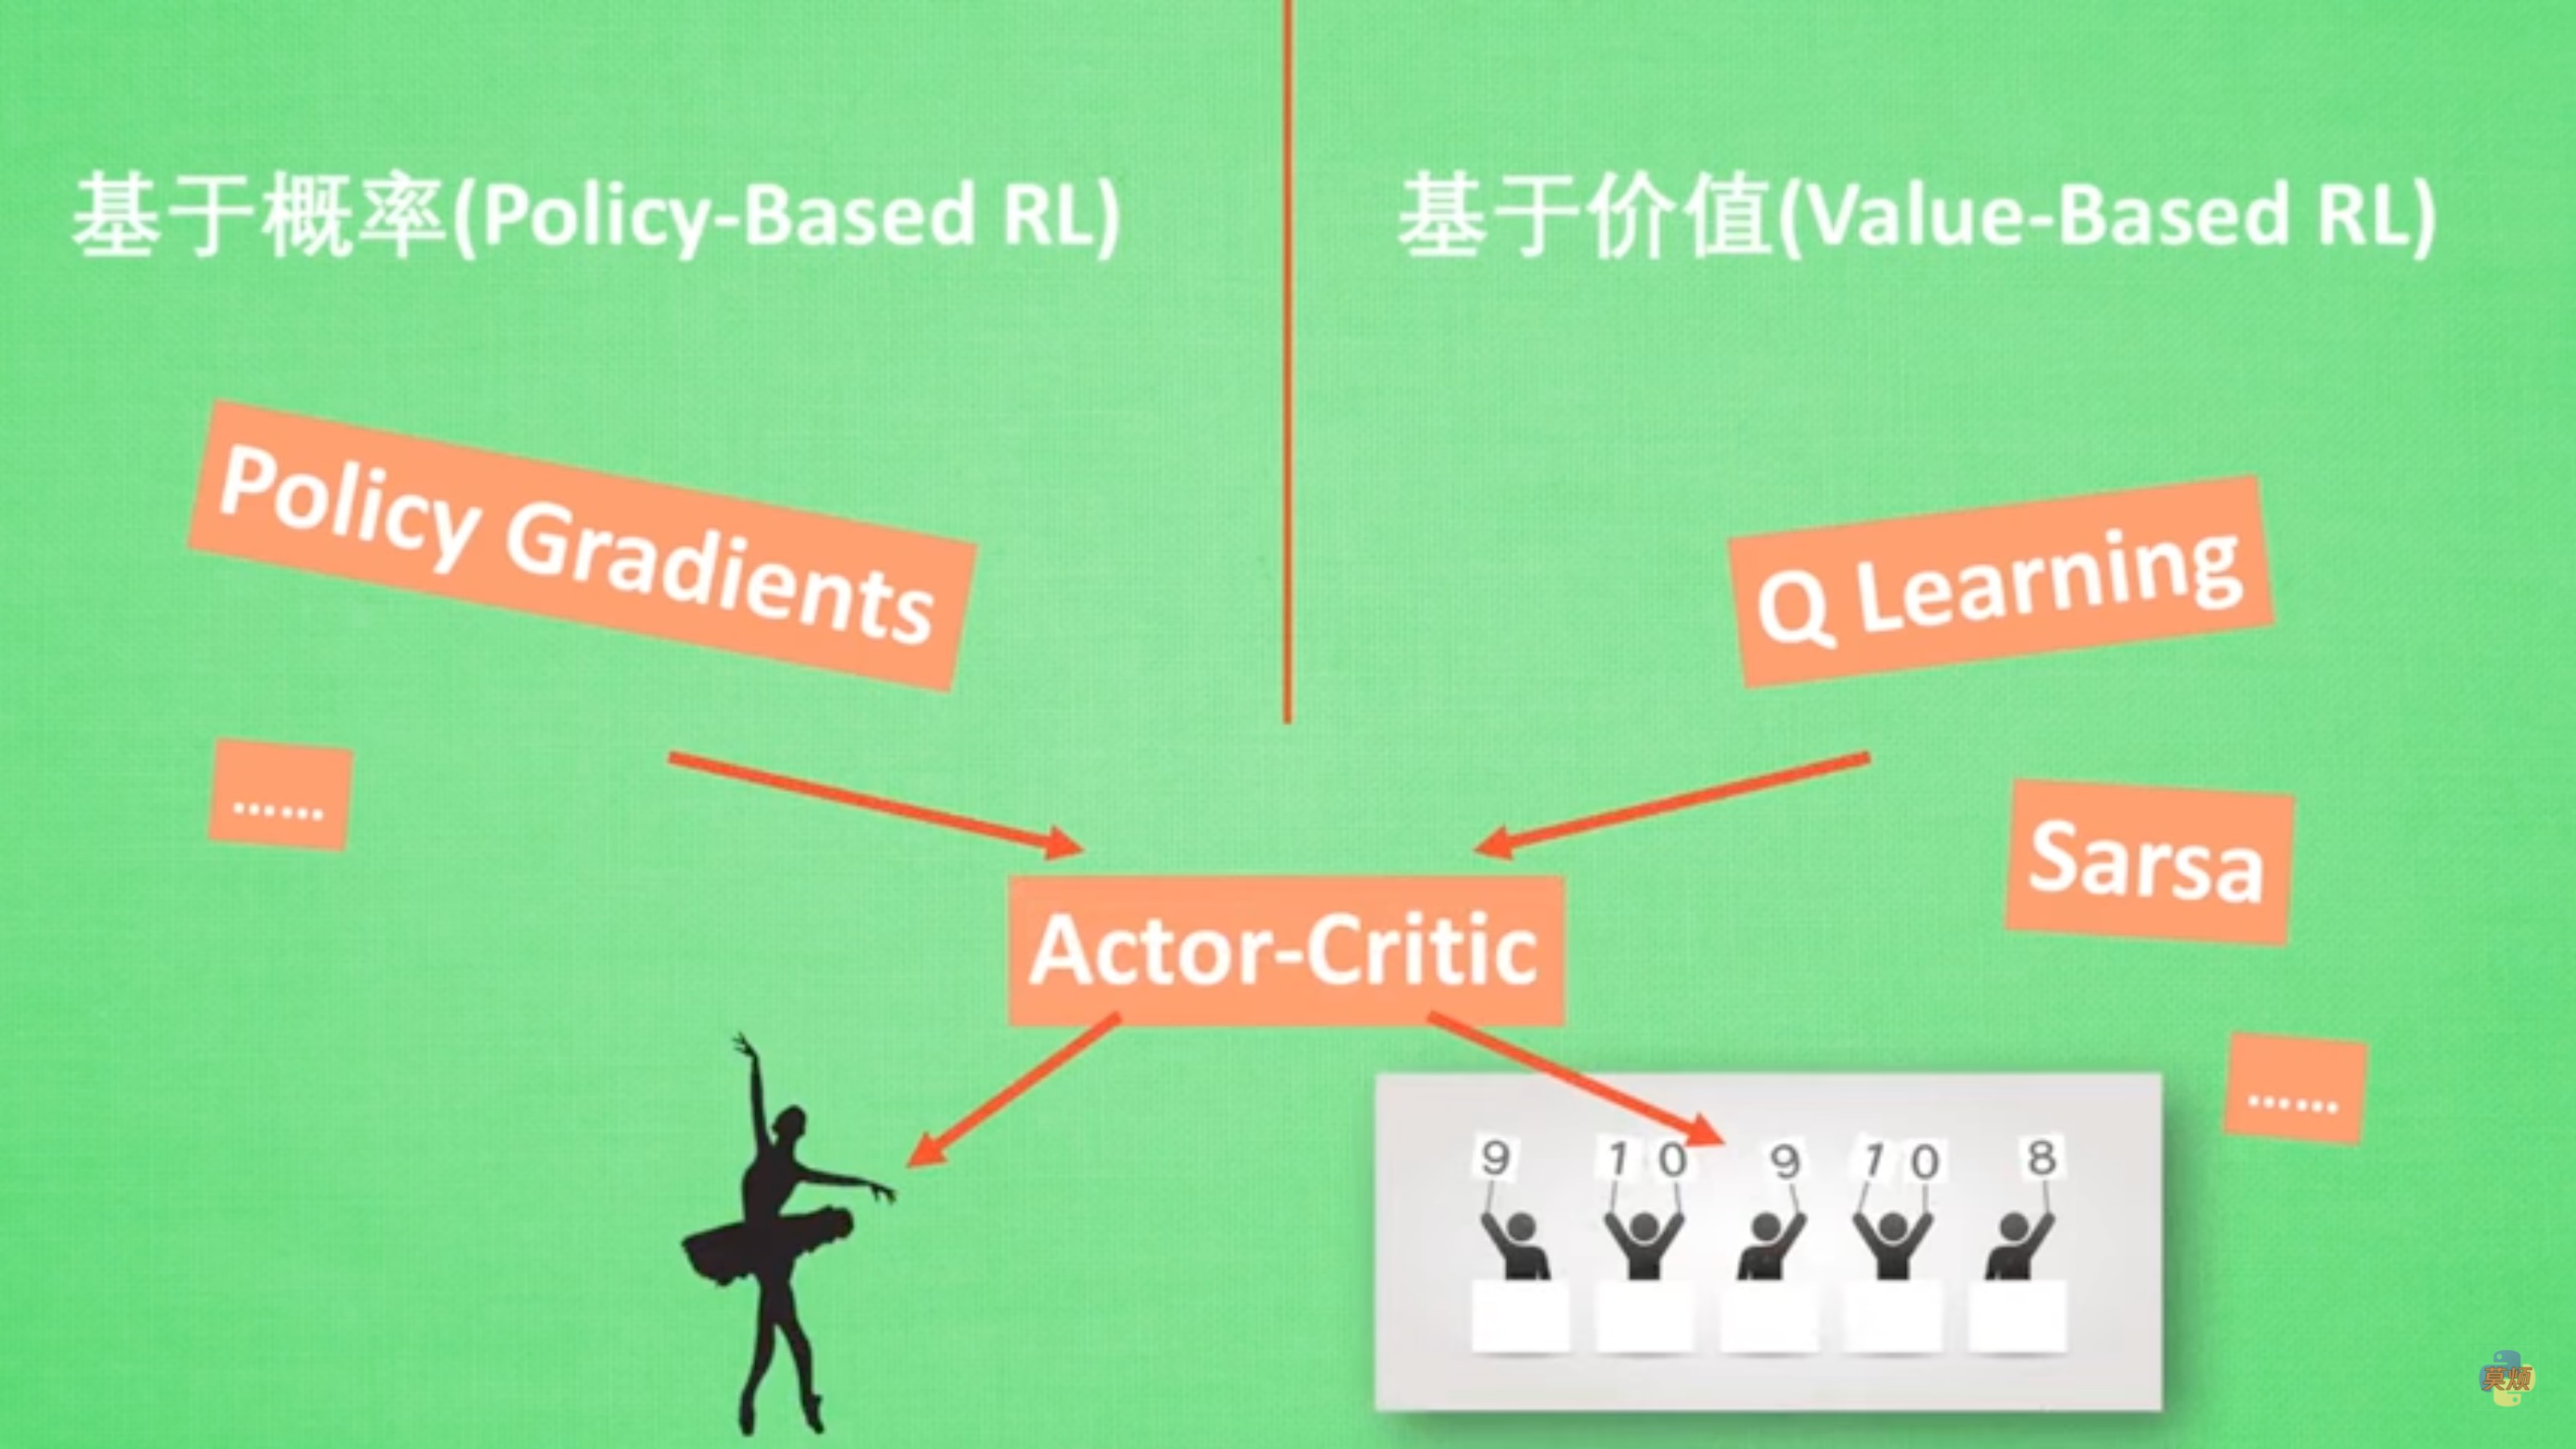 基于概率(Policy-Based RL)
基于价值(Value-Based RL)
Policy Gradients
Q Learning
......
Sarsa
Actor-Critic
......
9 10 9 10 8
莫烦